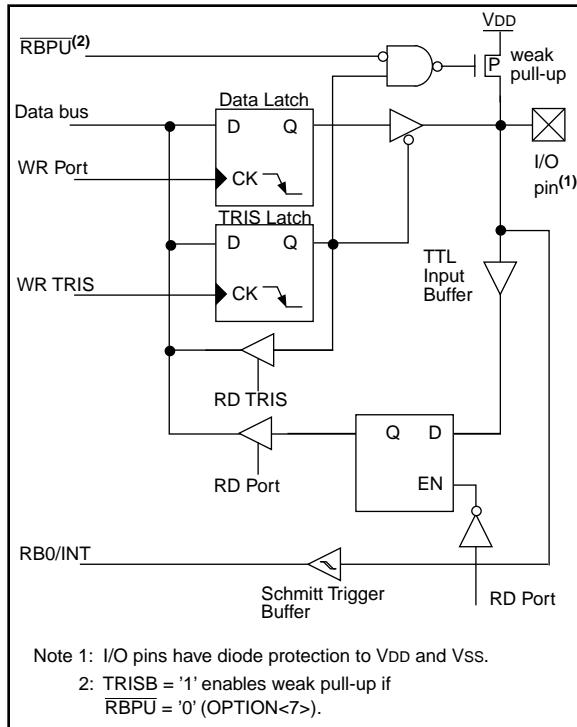 VDD
RBPU(2)
P
weak
pull-up
Data Latch
Data bus
D Q
WR Port
CK
I/O
pin(1)
TRIS Latch
D Q
TTL
Input
Buffer
WR TRIS
CK
RD TRIS
Q D
RD Port
EN
RB0/INT
Schmitt Trigger
Buffer
RD Port
Note 1: I/O pins have diode protection to VDD and VSS.
2: TRISB = '1' enables weak pull-up if
RBPU = '0' (OPTION<7>).